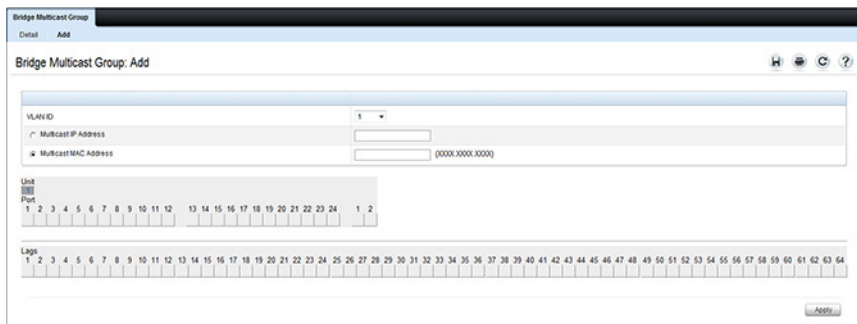 Bridge Multicast Group
Detail Add
Bridge Multicast Group: Add
VLAN ID 1
Multicast IP Address
Multicast MAC Address (XXXX.XXXX.XXXX)
Unit
1
Port
1 2 3 4 5 6 7 8 9 10 11 12 13 14 15 16 17 18 19 20 21 22 23 24 1 2
Lags
1 2 3 4 5 6 7 8 9 10 11 12 13 14 15 16 17 18 19 20 21 22 23 24 25 26 27 28 29 30 31 32 33 34 35 36 37 38 39 40 41 42 43 44 45 46 47 48 49 50 51 52 53 54 55 56 57 58 59 60 61 62 63 64
Apply